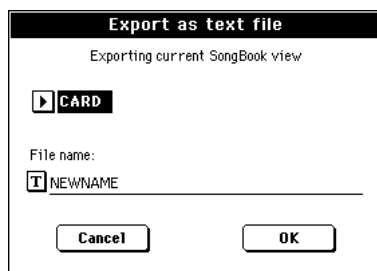 Export as text file
Exporting current SongBook view
CARD
File name:
T NEWNAME
Cancel OK